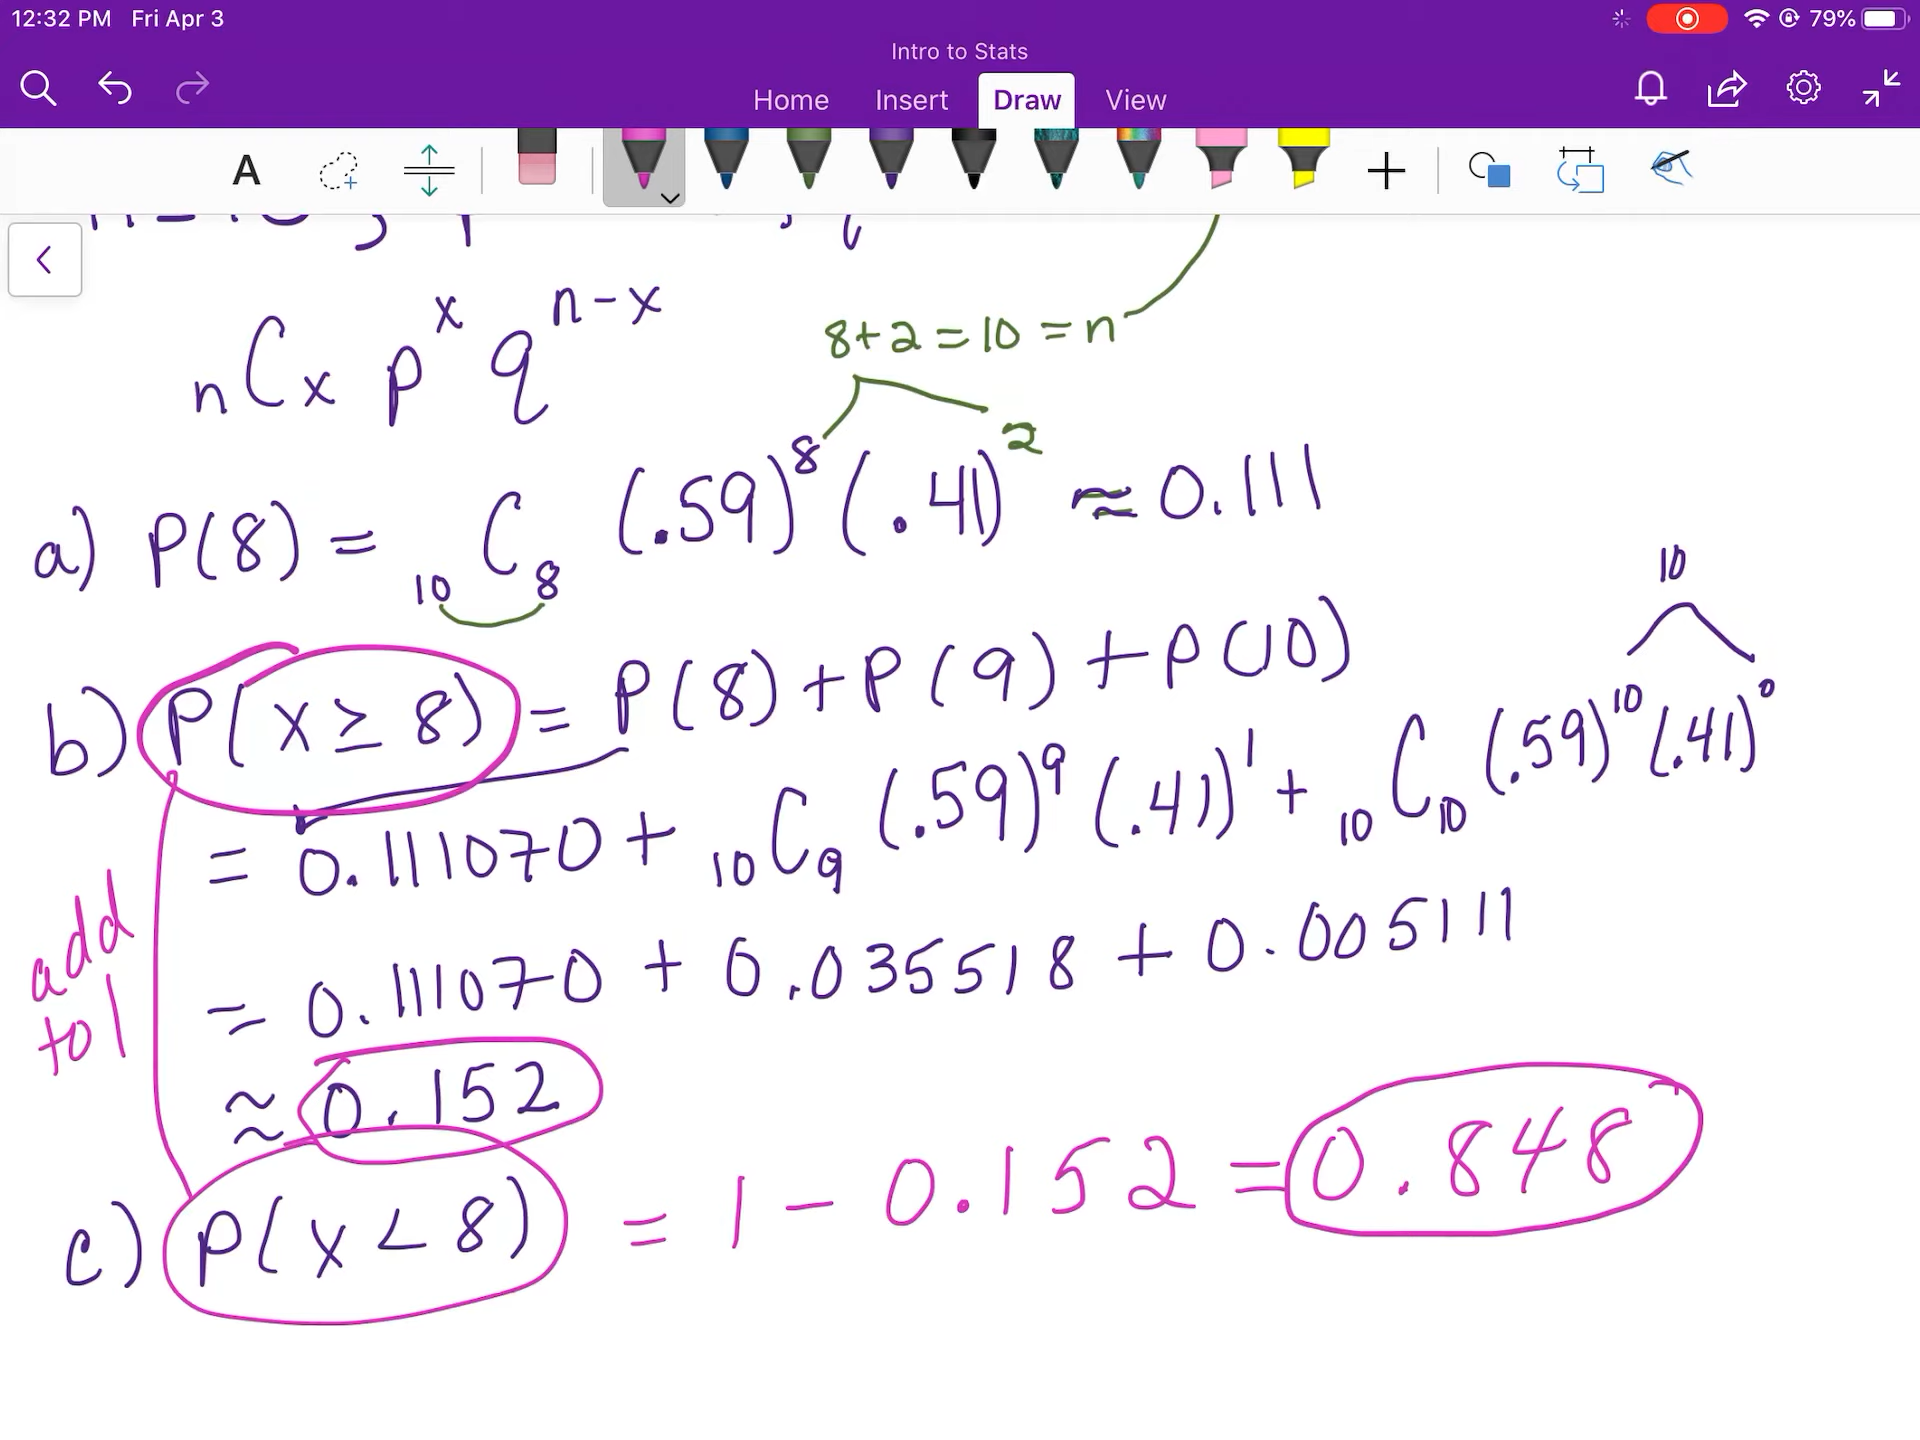 12:32 PM Fri Apr 3 79%
Intro to Stats
Home Insert Draw View
A
nCx p^x q^n-x
8+2=10=n
a) P(8) = 10C8 (.59)^8 (.41)^2 ≈ 0.111
10
b) P(x ≥ 8) = P(8) + P(9) + P(10)
= 0.111070 + 10C9 (.59)^9 (.41)^1 + 10C10 (.59)^10 (.41)^0
= 0.111070 + 0.035518 + 0.005111
add
to 1
≈ 0.152
c) P(x < 8) = 1 - 0.152 = 0.848